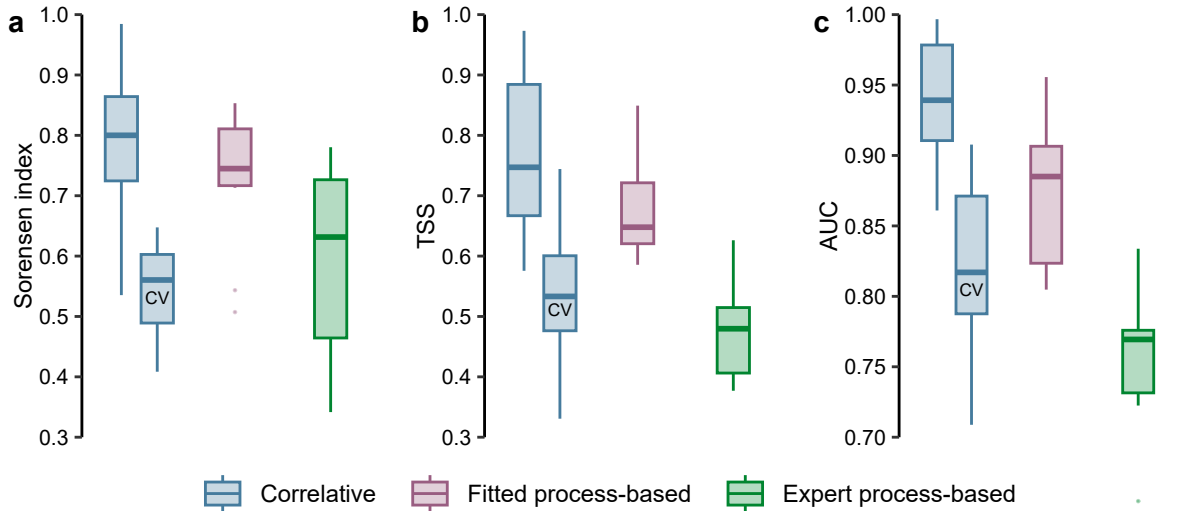 a
Sorensen index
1.0
0.9
0.8
0.7
0.6
0.5
0.4
0.3
CV
b
TSS
1.0
0.9
0.8
0.7
0.6
0.5
0.4
0.3
CV
c
AUC
1.00
0.95
0.90
0.85
0.80
0.75
0.70
CV
Correlative Fitted process-based Expert process-based